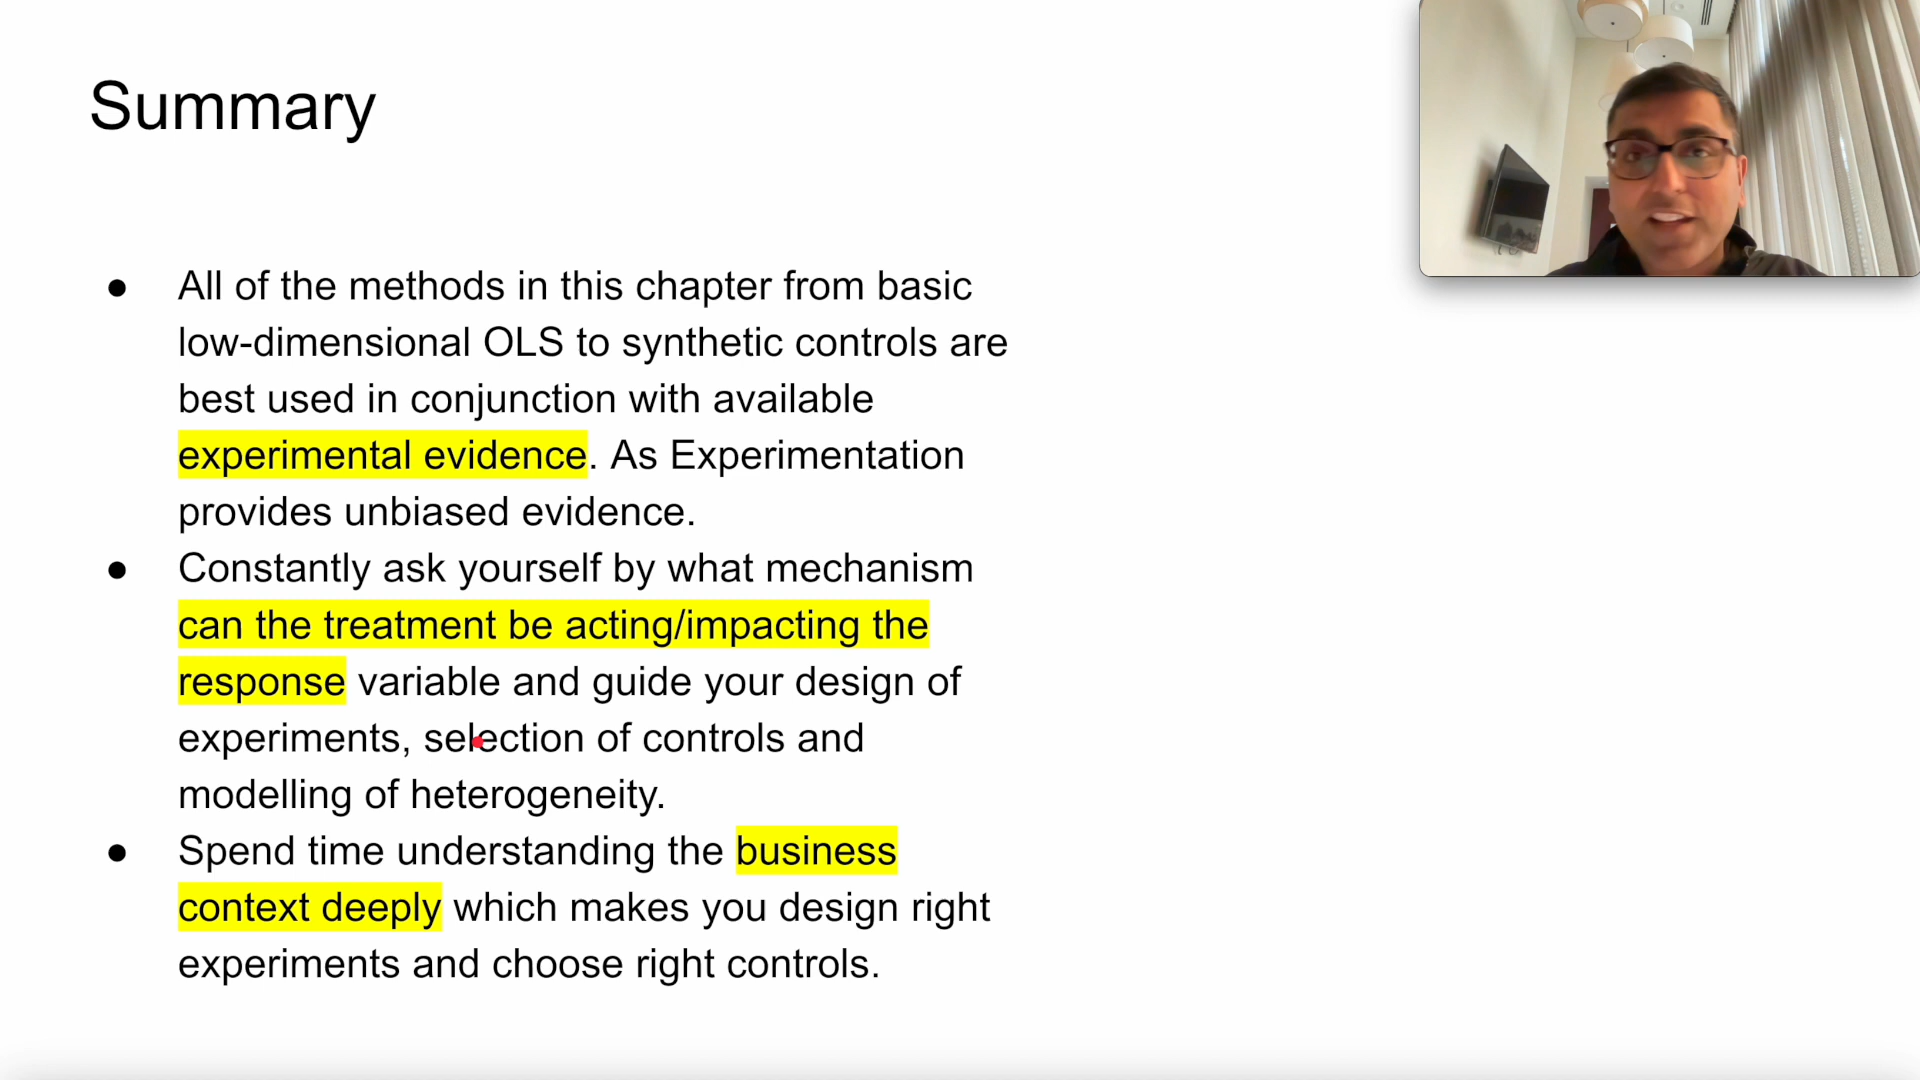 Summary
● All of the methods in this chapter from basic
low-dimensional OLS to synthetic controls are
best used in conjunction with available
experimental evidence. As Experimentation
provides unbiased evidence.
● Constantly ask yourself by what mechanism
can the treatment be acting/impacting the
response variable and guide your design of
experiments, selection of controls and
modelling of heterogeneity.
● Spend time understanding the business
context deeply which makes you design right
experiments and choose right controls.